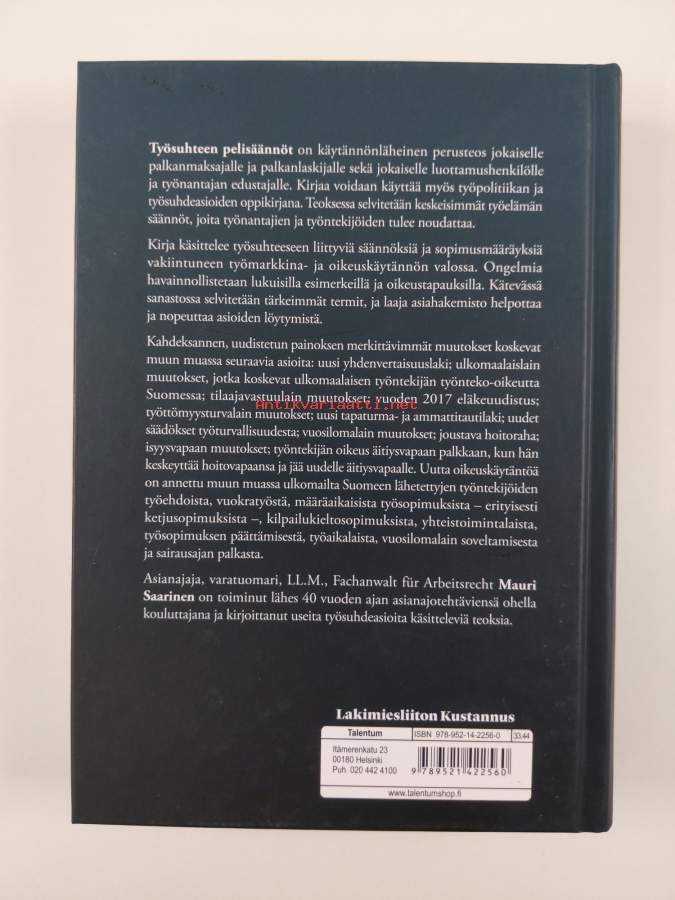 Työsuhteen pelisäännöt on käytännönläheinen perusteos jokaiselle
palkanmaksajalle ja palkanlaskijalle sekä jokaiselle luottamushenkilölle
ja työnantajan edustajalle. Kirjaa voidaan käyttää myös työpolitiikan ja
työsuhdeasioiden oppikirjana. Teoksessa selvitetään keskeisimmät työelämän
säännöt, joita työnantajien ja työntekijöiden tulee noudattaa.
Kirja käsittelee työsuhteeseen liittyviä säännöksiä ja sopimusmääräyksiä
vakiintuneen työmarkkina- ja oikeuskäytännön valossa. Ongelmia
havainnollistetaan lukuisilla esimerkeillä ja oikeustapauksilla. Kätevässä
sanastossa selvitetään tärkeimmät termit, ja laaja asiahakemisto helpottaa
ja nopeuttaa asioiden löytymistä.
Kahdeksannen, uudistetun painoksen merkittävimmät muutokset koskevat
muun muassa seuraavia asioita: uusi yhdenvertaisuuslaki; ulkomaalaislain
muutokset, jotka koskevat ulkomaalaisen työntekijän työnteko-oikeutta
Suomessa; tilaajavastuulain muutokset; vuoden 2017 eläkeuudistus;
Antikvariaatti.net
työttömyysturvalain muutokset; uusi tapaturma- ja ammattitautilaki; uudet
säädökset työturvallisuudesta; vuosilomalain muutokset; joustava hoitoraha;
isyysvapaan muutokset; työntekijän oikeus äitiysvapaan palkkaan, kun hän
keskeyttää hoitovapaansa ja jää uudelle äitiysvapaalle. Uutta oikeuskäytäntöä
on annettu muun muassa ulkomailta Suomeen lähetettyjen työntekijöiden
työehdoista, vuokratyöstä, määräaikaisista työsopimuksista – erityisesti
ketjusopimuksista –, kilpailukieltosopimuksista, yhteistoimintalaista,
työsopimuksen päättämisestä, työaikalaista, vuosilomalain soveltamisesta
ja sairausajan palkasta.
Asianajaja, varatuomari, LL.M., Fachanwalt für Arbeitsrecht Mauri
Saarinen on toiminut lähes 40 vuoden ajan asianajotehtäviensä ohella
kouluttajana ja kirjoittanut useita työsuhdeasioita käsitteleviä teoksia.
Lakimiesliiton Kustannus
Talentum ISBN 978-952-14-2256-0 33.44
Itämerenkatu 23
00180 Helsinki
Puh. 020 442 4100
9 789521 422560
www.talentumshop.fi